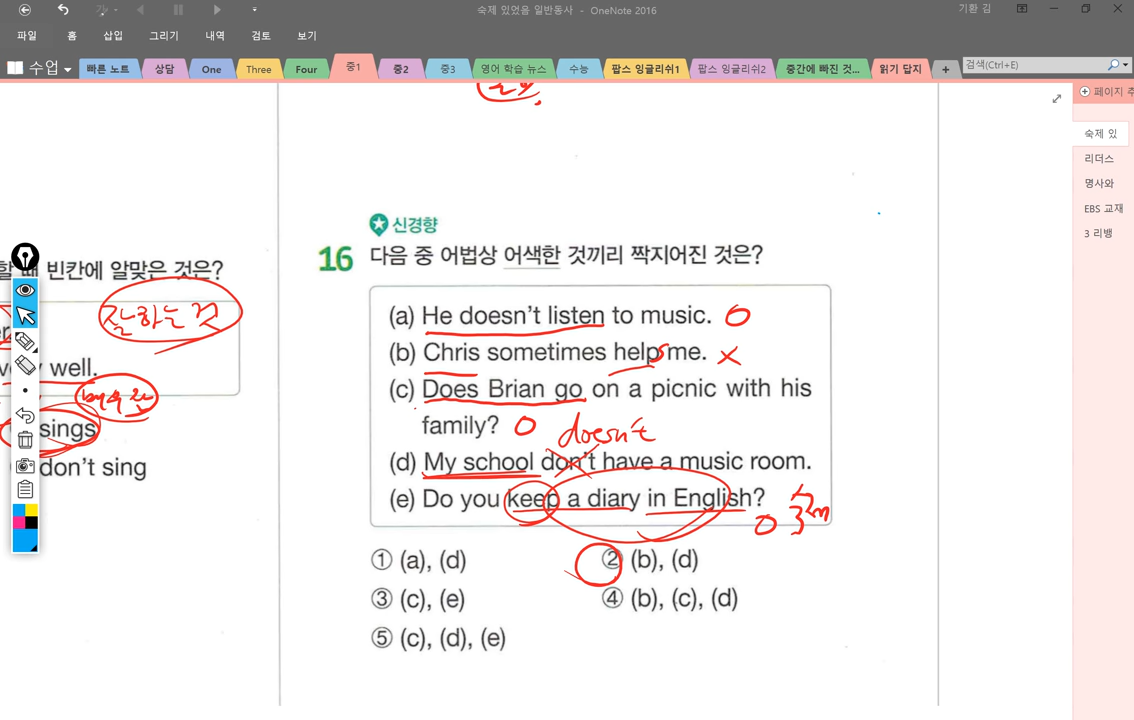 숙제 있었음 일반동사 - OneNote 2016
기환 김
파일 홈 삽입 그리기 내역 검토 보기
수업 빠른 노트 상담 One Three Four 중1 중2 중3 영어 학습 뉴스 수능 팝스 잉글리쉬1 팝스 잉글리쉬2 중간에 빠진 것... 읽기 답지 + 검색(Ctrl+E)
페이지 추
숙제 있
리더스
명사와
EBS 교재
3 리뱅
빈칸에 알맞은 것은?
잘하는 것
well.
sings
don't sing
신경향
16 다음 중 어법상 어색한 것끼리 짝지어진 것은?
(a) He doesn't listen to music. O
(b) Chris sometimes helps me. X
(c) Does Brian go on a picnic with his
family? O doesn't
(d) My school don't have a music room.
(e) Do you keep a diary in English? O
① (a), (d)
② (b), (d)
③ (c), (e)
④ (b), (c), (d)
⑤ (c), (d), (e)